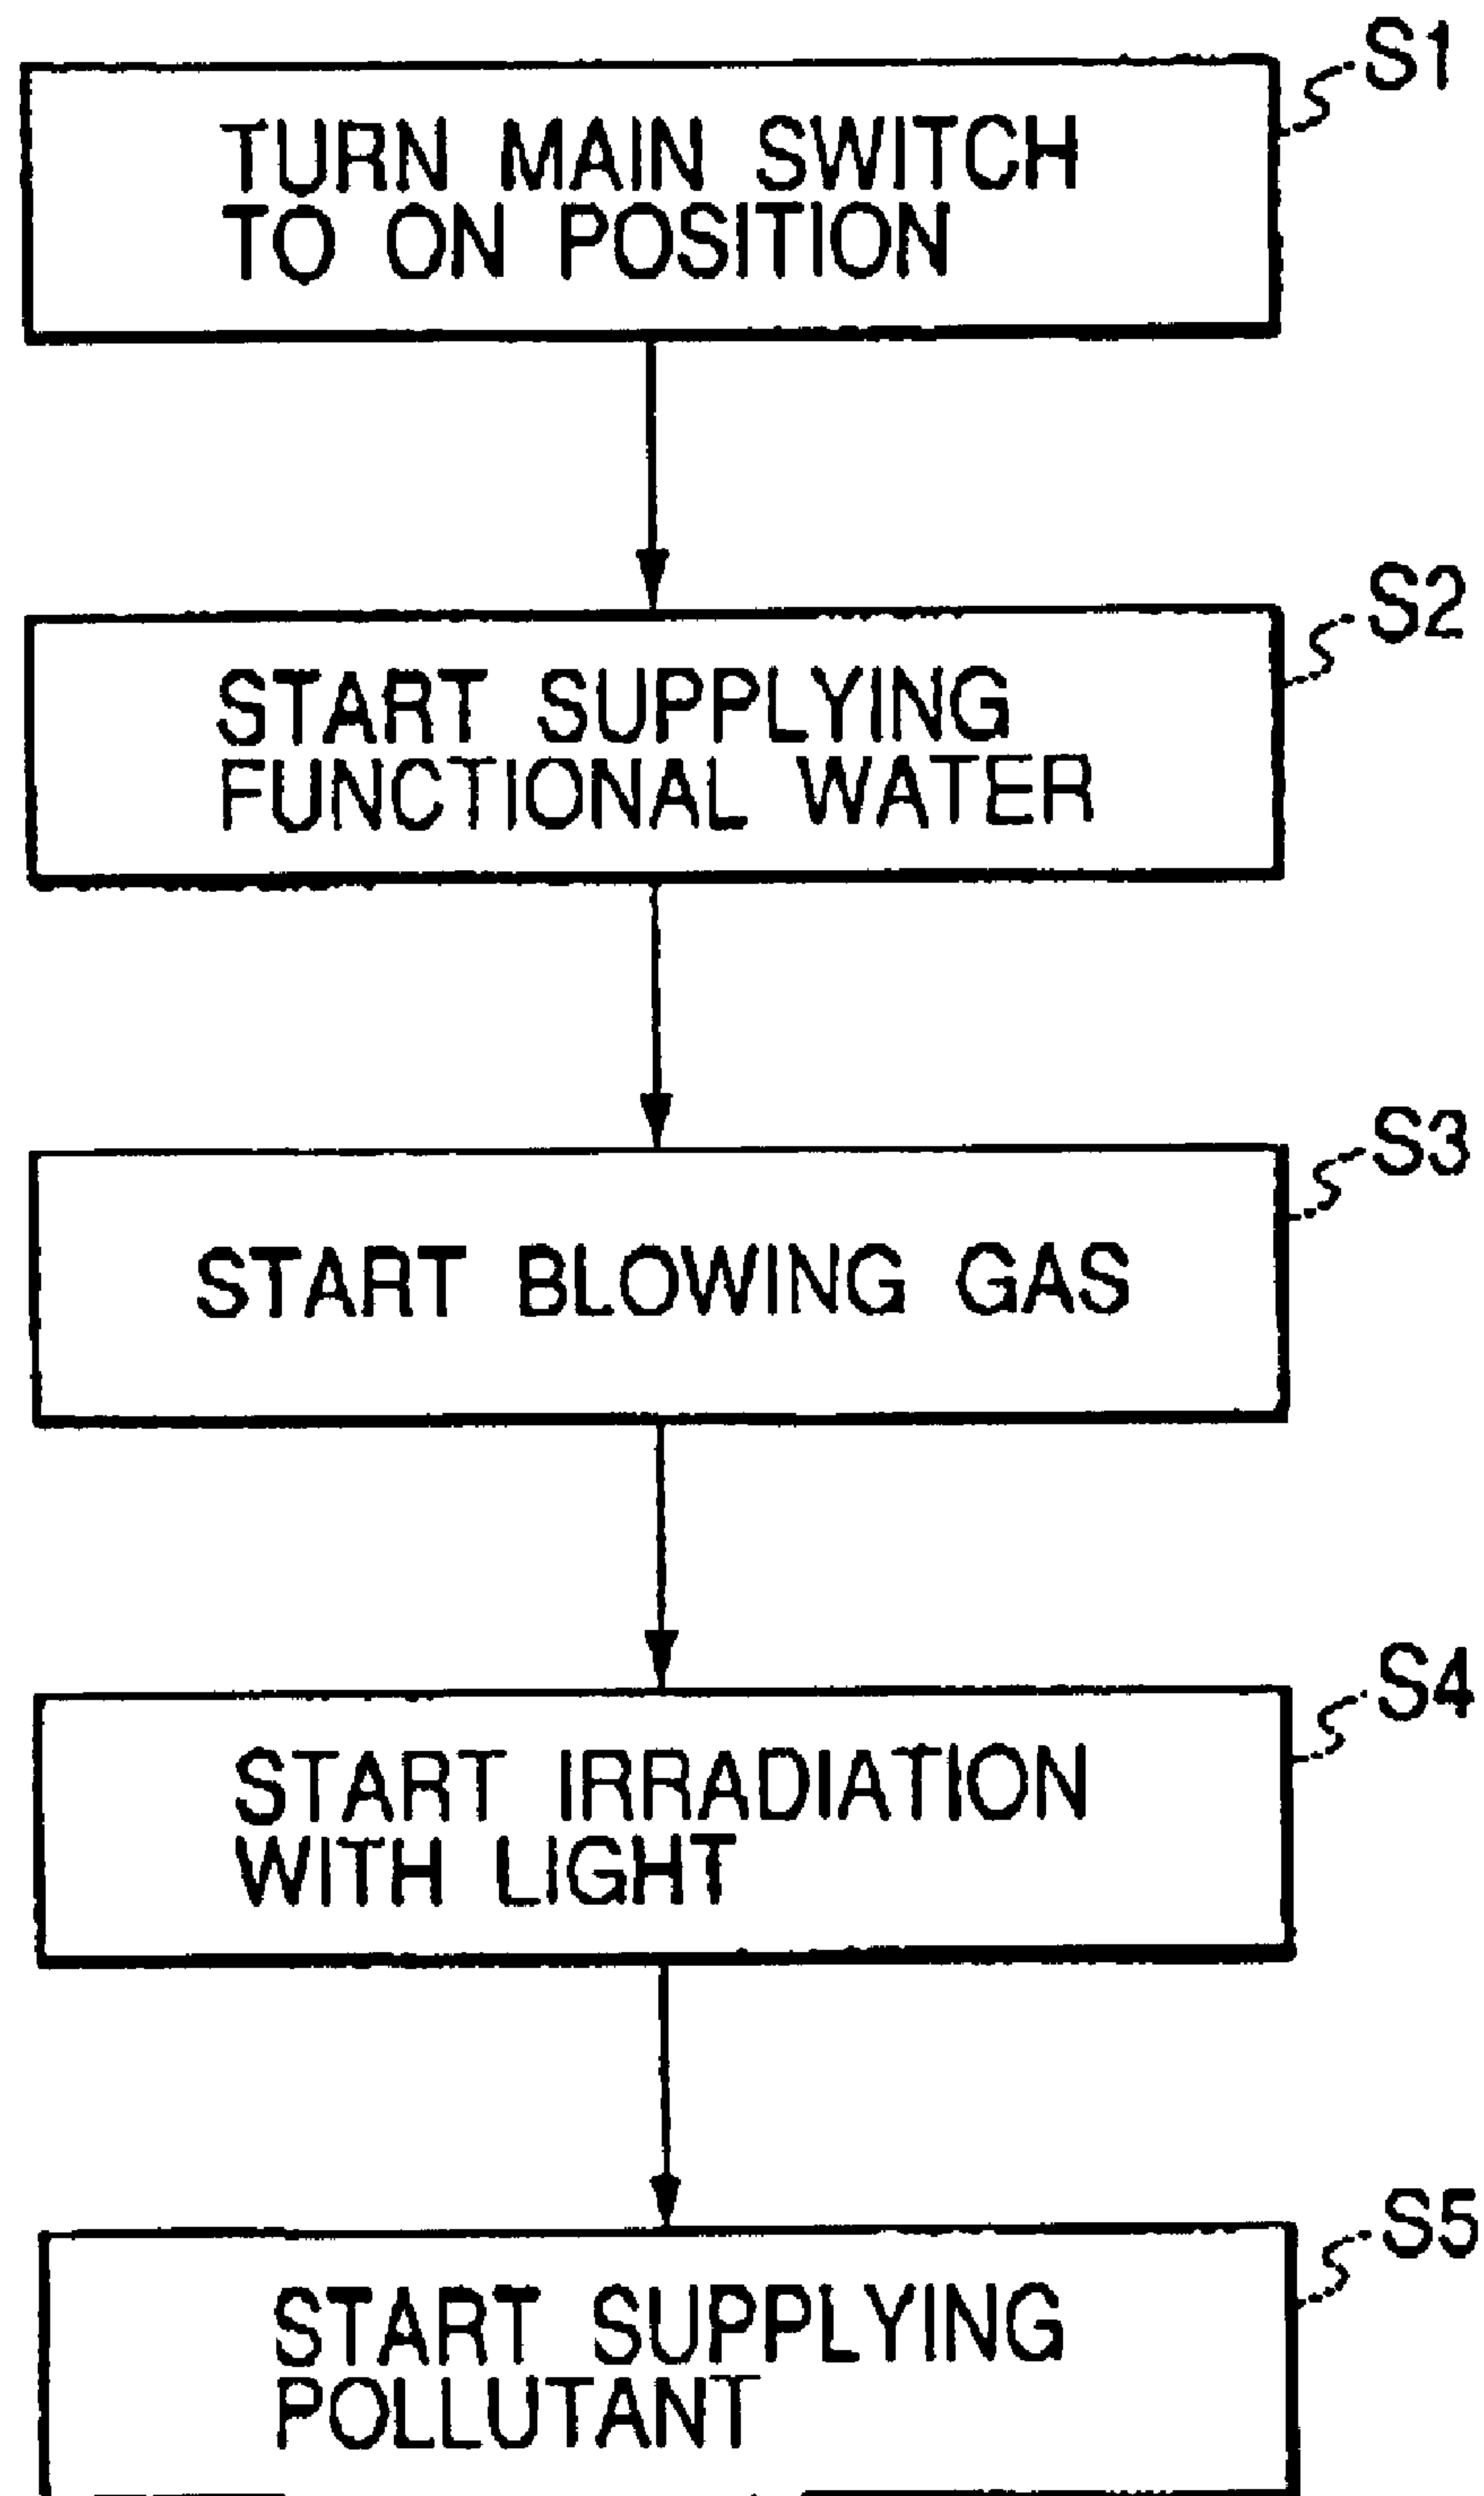 S1
TURN MAIN SWITCH
TO ON POSITION
S2
START SUPPLYING
FUNCTIONAL WATER
S3
START BLOWING GAS
S4
START IRRADIATION
WITH LIGHT
S5
START SUPPLYING
POLLUTANT